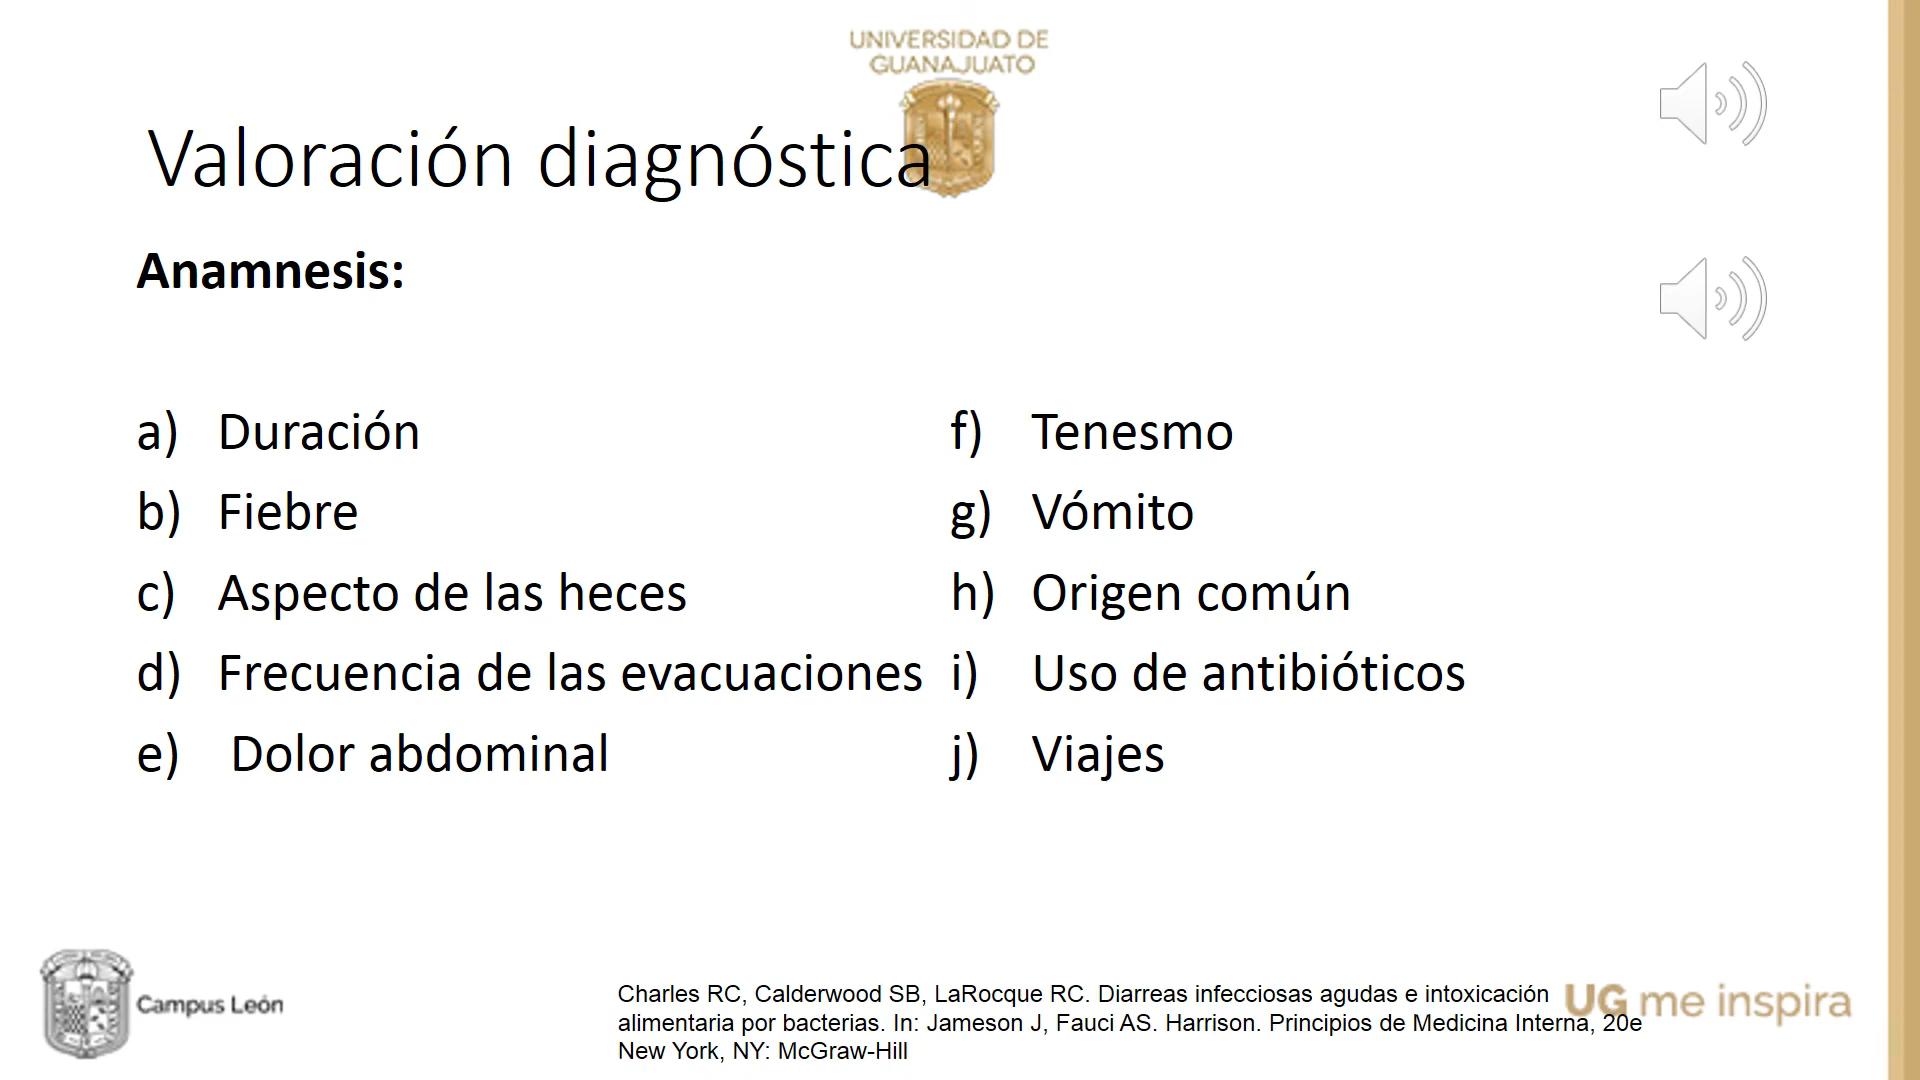 UNIVERSIDAD DE
GUANAJUATO
Valoración diagnóstica
Anamnesis:
a) Duración
b) Fiebre
c) Aspecto de las heces
d) Frecuencia de las evacuaciones
e) Dolor abdominal
f) Tenesmo
g) Vómito
h) Origen común
i) Uso de antibióticos
j) Viajes
Campus León
Charles RC, Calderwood SB, LaRocque RC. Diarreas infecciosas agudas e intoxicación
alimentaria por bacterias. In: Jameson J, Fauci AS. Harrison. Principios de Medicina Interna, 20e
New York, NY: McGraw-Hill
UG me inspira